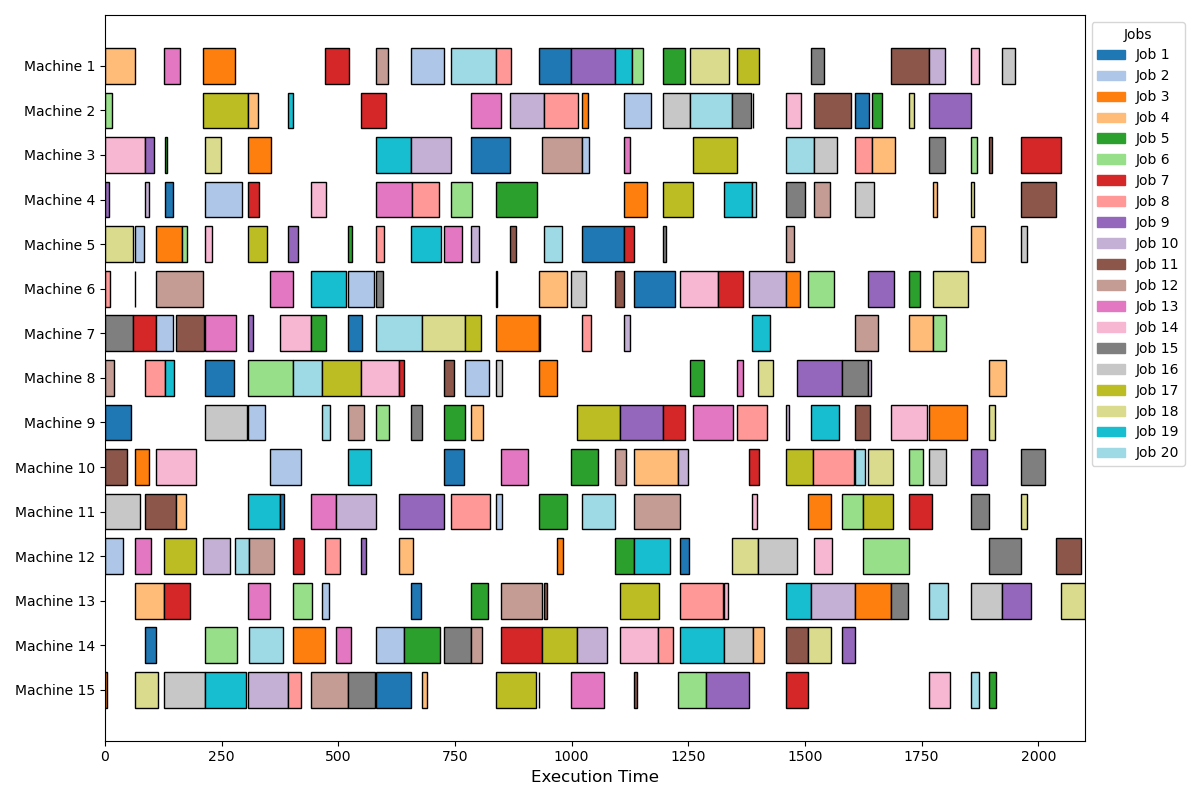 Machine 1
Machine 2
Machine 3
Machine 4
Machine 5
Machine 6
Machine 7
Machine 8
Machine 9
Machine 10
Machine 11
Machine 12
Machine 13
Machine 14
Machine 15
0 250 500 750 1000 1250 1500 1750 2000
Execution Time
Jobs
Job 1
Job 2
Job 3
Job 4
Job 5
Job 6
Job 7
Job 8
Job 9
Job 10
Job 11
Job 12
Job 13
Job 14
Job 15
Job 16
Job 17
Job 18
Job 19
Job 20